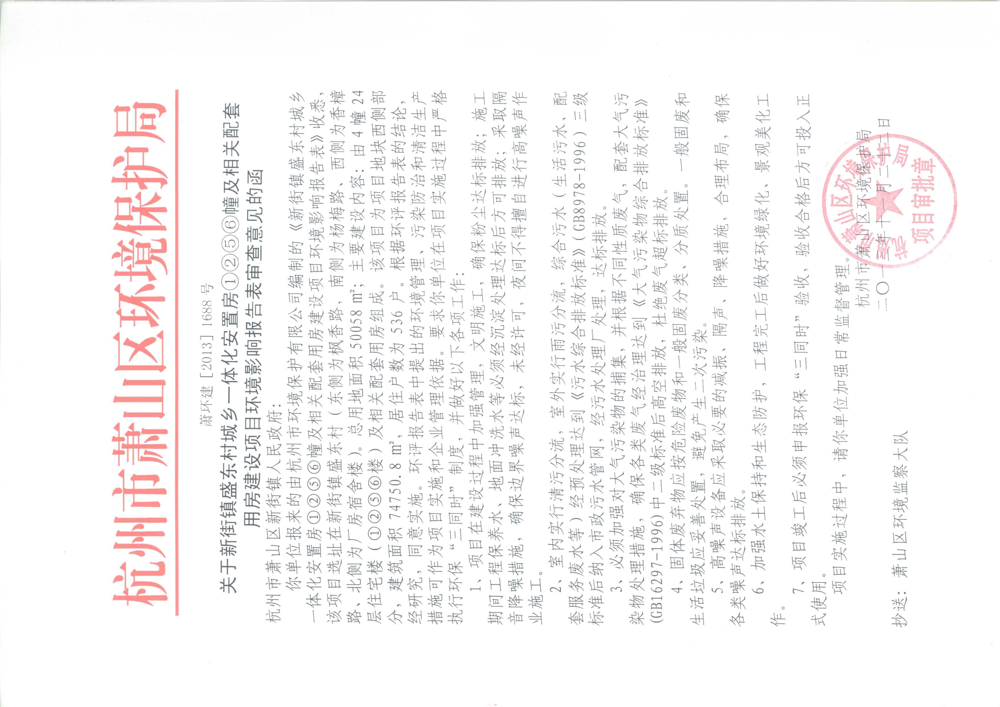 杭州市萧山区环境保护局
萧环建［2013］1688 号
关于新街镇盛东村城乡一体化安置房①②⑤⑥幢及相关配套
用房建设项目环境影响报告表审查意见的函
杭州市萧山区新街镇人民政府：
你单位报来的由杭州市环境保护有限公司编制的《新街镇盛东村城乡
一体化安置房①②⑤⑥幢及相关配套用房建设项目环境影响报告表》收悉，
该项目选址在新街镇盛东村（东侧为枫香路，南侧为杨梅路、西侧为香樟
路、北侧为厂房宿舍楼）。总用地面积 50058 ㎡；主要建设内容：由 4 幢 24
层住宅楼（①②⑤⑥楼）及相关配套用房组成。该项目为项目地块西侧部
分，建筑面积 74750.8 ㎡，居住户数为 536 户。根据环评报告表的结论，
经研究，同意实施。环评报告表中提出的环境管理、污染防治和清洁生产
措施可作为项目实施和企业管理依据。要求你单位在项目实施过程中严格
执行环保“三同时”制度，并做好以下各项工作：
1、项目在建设过程中加强管理，文明施工，确保粉尘达标排放；施工
期间工程保养水、地面冲洗水等必须经沉淀处理达标后方可排放；采取隔
音降噪措施，确保边界噪声达标，未经许可，夜间不得擅自进行高噪声作
业施工。
2、室内实行清污分流，室外实行雨污分流，综合污水（生活污水、配
套服务废水等）经预处理达到《污水综合排放标准》(GB8978-1996) 三级
标准后纳入市政污水管网，经污水处理厂处理，达标排放。
3、必须加强对大气污染物的捕集，并根据不同性质废气，配套大气污
染物处理措施，确保各类废气经治理达到《大气污染物综合排放标准》
(GB16297-1996) 中二级标准后高空排放，杜绝废气超标排放。
4、固体废弃物应按危险废物和一般固废分类、分质处置。一般固废和
生活垃圾应妥善处置，避免产生二次污染。
5、高噪声设备应采取必要的减振、隔声、降噪措施，合理布局，确保
各类噪声达标排放。
6、加强水土保持和生态防护，工程完工后做好环境绿化、景观美化工
作。
7、项目竣工后必须申报环保“三同时”验收，验收合格后方可投入正
式使用。
项目实施过程中，请你单位加强日常监督管理。
杭州市萧山区环境保护局
二〇一三年十一月二十二日
杭州市萧山区环境保护局
项目审批章
抄送：萧山区环境监察大队